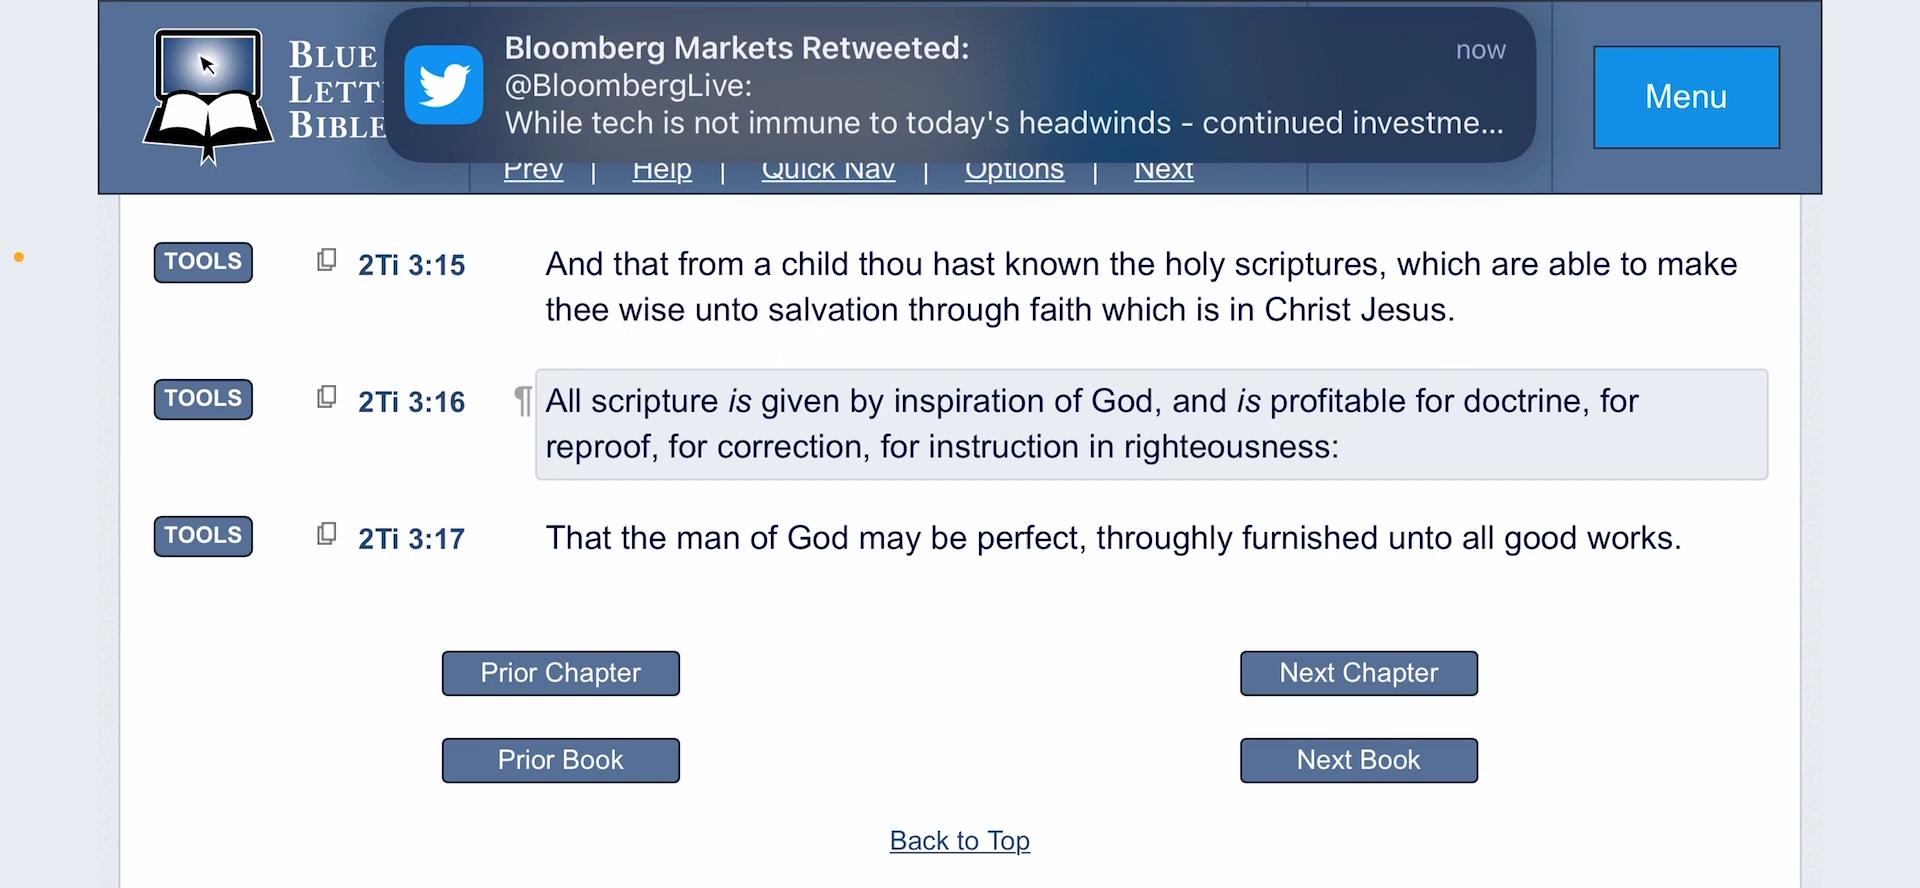 BLUE
LETT
BIBLE
Bloomberg Markets Retweeted:
now
@BloombergLive:
While tech is not immune to today's headwinds - continued investme...
Menu
Prev | Help | Quick Nav | Options | Next
TOOLS 2Ti 3:15 And that from a child thou hast known the holy scriptures, which are able to make
thee wise unto salvation through faith which is in Christ Jesus.
TOOLS 2Ti 3:16 ¶ All scripture is given by inspiration of God, and is profitable for doctrine, for
reproof, for correction, for instruction in righteousness:
TOOLS 2Ti 3:17 That the man of God may be perfect, throughly furnished unto all good works.
Prior Chapter Next Chapter
Prior Book Next Book
Back to Top